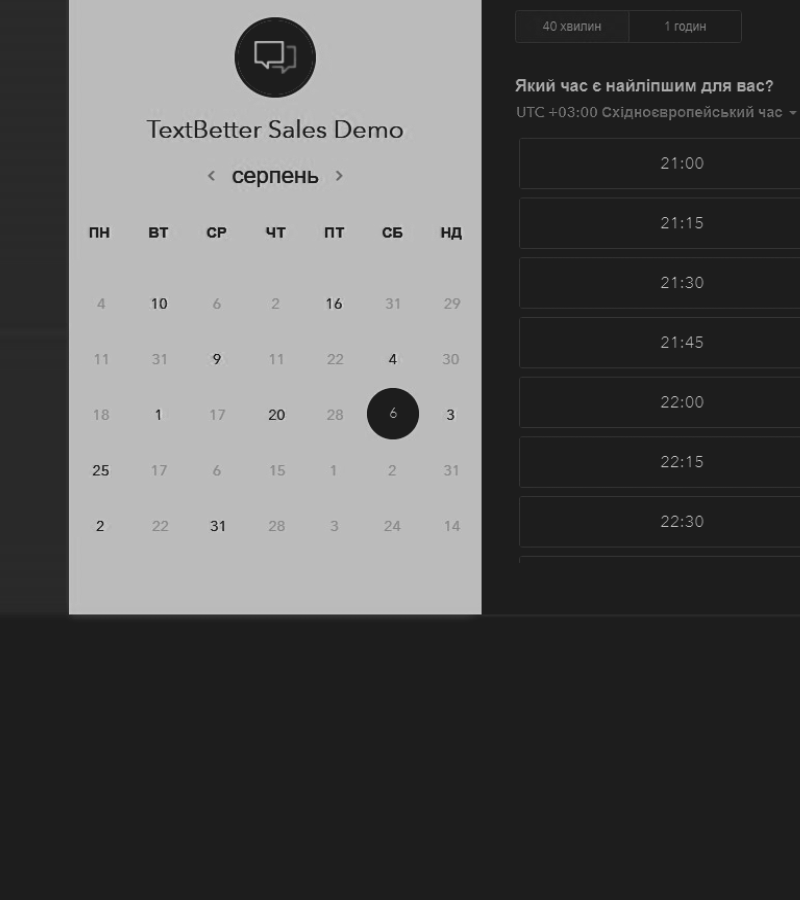 TextBetter Sales Demo
серпень
ПН ВТ СР ЧТ ПТ СБ НД
4 10 6 2 16 31 29
11 31 9 11 22 4 30
18 1 17 20 28 6 3
25 17 6 15 1 2 31
2 22 31 28 3 24 14
40 хвилин 1 годин
Який час є найліпшим для вас?
UTC +03:00 Східноєвропейський час
21:00
21:15
21:30
21:45
22:00
22:15
22:30